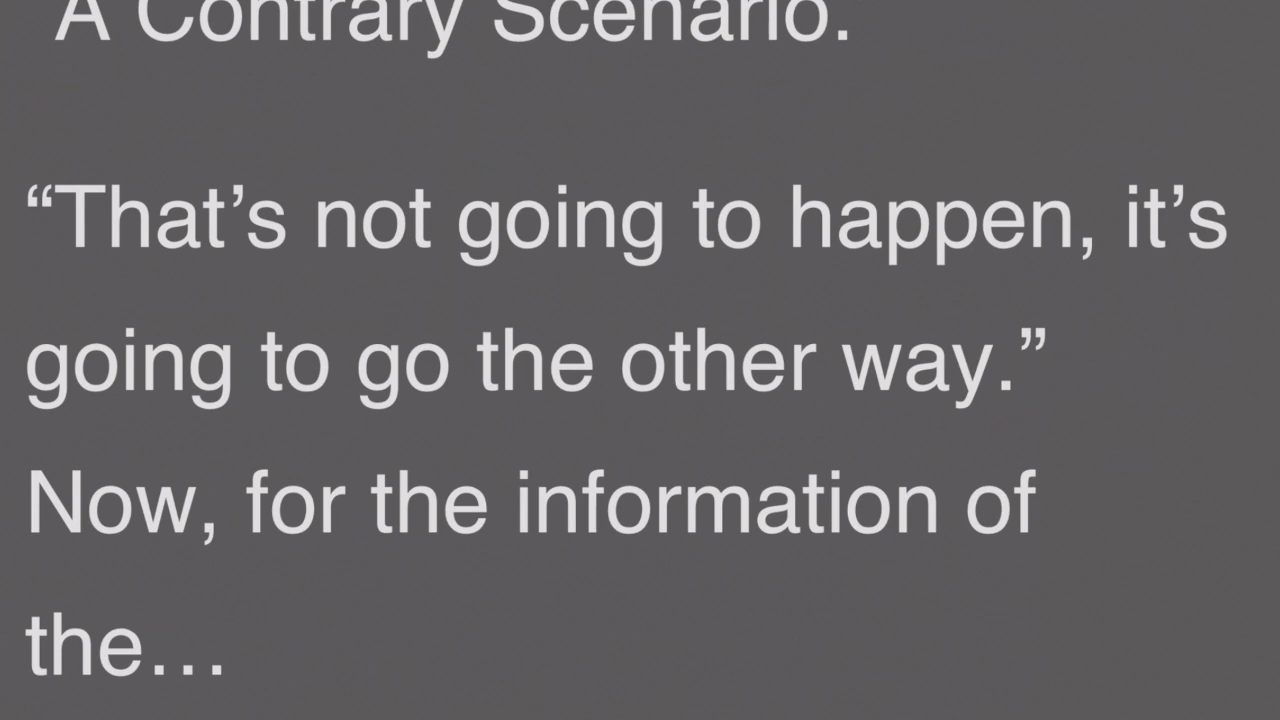 A Contrary Scenario.
“That’s not going to happen, it’s
going to go the other way.”
Now, for the information of
the…